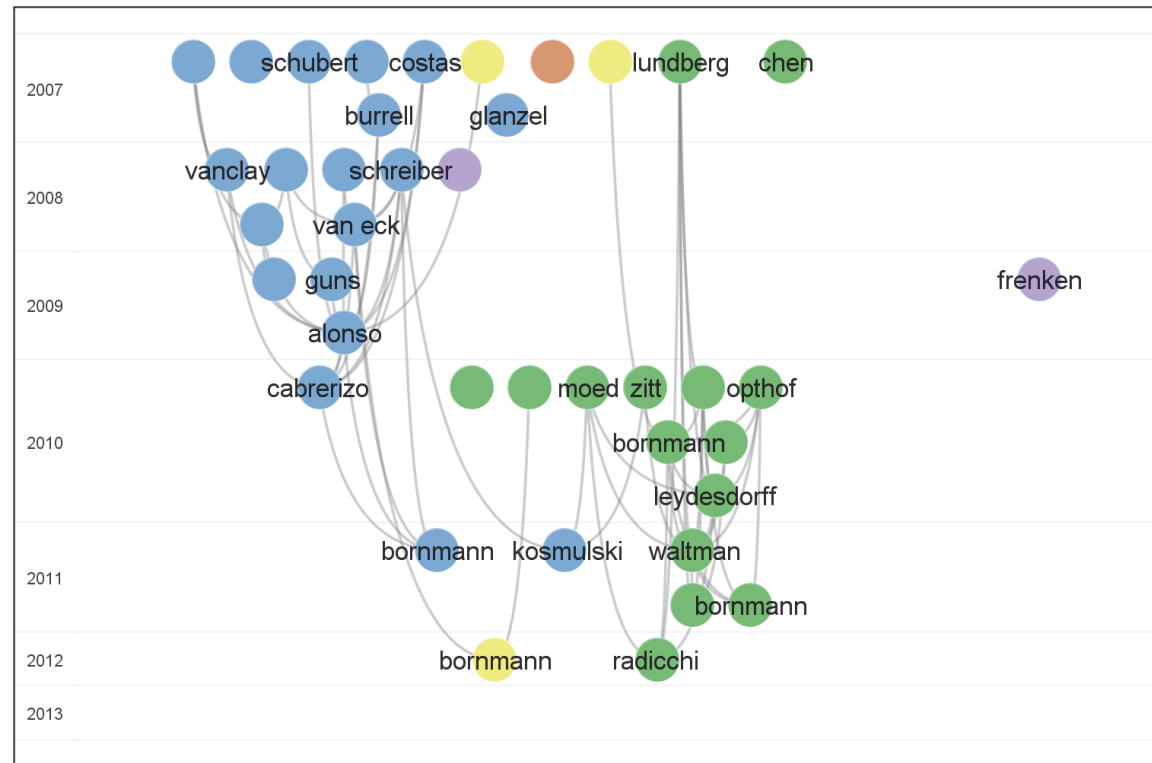 schubert costas lundberg chen
2007
burrell glanzel
vanclay schreiber
2008
van eck
guns frenken
2009
alonso
cabrerizo moed zitt opthof
2010
bornmann
leydesdorff
bornmann kosmulski waltman
2011
bornmann
2012
bornmann radicchi
2013